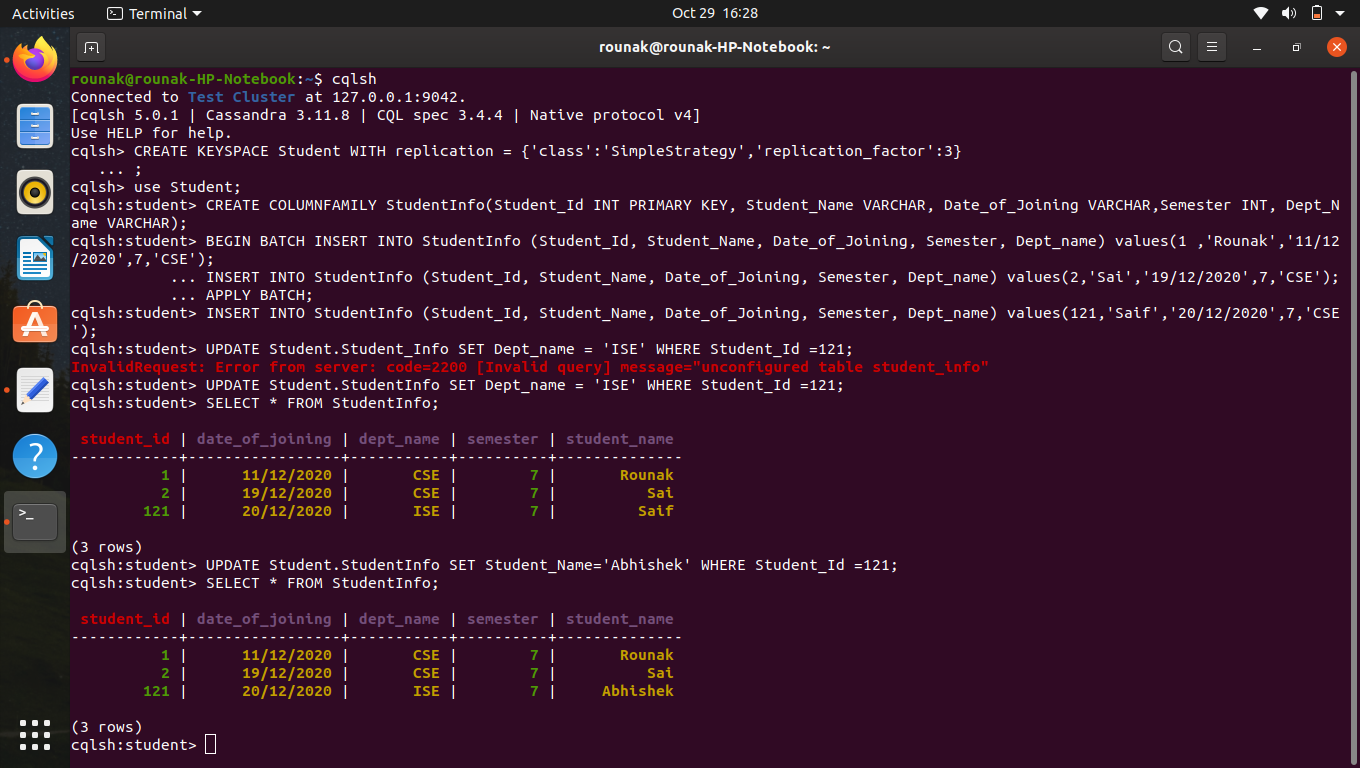 Activities Terminal Oct 29 16:28
rounak@rounak-HP-Notebook: ~
rounak@rounak-HP-Notebook:~$ cqlsh
Connected to Test Cluster at 127.0.0.1:9042.
[cqlsh 5.0.1 | Cassandra 3.11.8 | CQL spec 3.4.4 | Native protocol v4]
Use HELP for help.
cqlsh> CREATE KEYSPACE Student WITH replication = {'class':'SimpleStrategy','replication_factor':3}
   ... ;
cqlsh> use Student;
cqlsh:student> CREATE COLUMNFAMILY StudentInfo(Student_Id INT PRIMARY KEY, Student_Name VARCHAR, Date_of_Joining VARCHAR,Semester INT, Dept_N
ame VARCHAR);
cqlsh:student> BEGIN BATCH INSERT INTO StudentInfo (Student_Id, Student_Name, Date_of_Joining, Semester, Dept_name) values(1 ,'Rounak','11/12
/2020',7,'CSE');
           ... INSERT INTO StudentInfo (Student_Id, Student_Name, Date_of_Joining, Semester, Dept_name) values(2,'Sai','19/12/2020',7,'CSE');
           ... APPLY BATCH;
cqlsh:student> INSERT INTO StudentInfo (Student_Id, Student_Name, Date_of_Joining, Semester, Dept_name) values(121,'Saif','20/12/2020',7,'CSE
');
cqlsh:student> UPDATE Student.Student_Info SET Dept_name = 'ISE' WHERE Student_Id =121;
InvalidRequest: Error from server: code=2200 [Invalid query] message="unconfigured table student_info"
cqlsh:student> UPDATE Student.StudentInfo SET Dept_name = 'ISE' WHERE Student_Id =121;
cqlsh:student> SELECT * FROM StudentInfo;
 student_id | date_of_joining | dept_name | semester | student_name
------------+-----------------+-----------+----------+--------------
          1 |      11/12/2020 |       CSE |        7 |       Rounak
          2 |      19/12/2020 |       CSE |        7 |          Sai
        121 |      20/12/2020 |       ISE |        7 |         Saif
(3 rows)
cqlsh:student> UPDATE Student.StudentInfo SET Student_Name='Abhishek' WHERE Student_Id =121;
cqlsh:student> SELECT * FROM StudentInfo;
 student_id | date_of_joining | dept_name | semester | student_name
------------+-----------------+-----------+----------+--------------
          1 |      11/12/2020 |       CSE |        7 |       Rounak
          2 |      19/12/2020 |       CSE |        7 |          Sai
        121 |      20/12/2020 |       ISE |        7 |     Abhishek
(3 rows)
cqlsh:student>